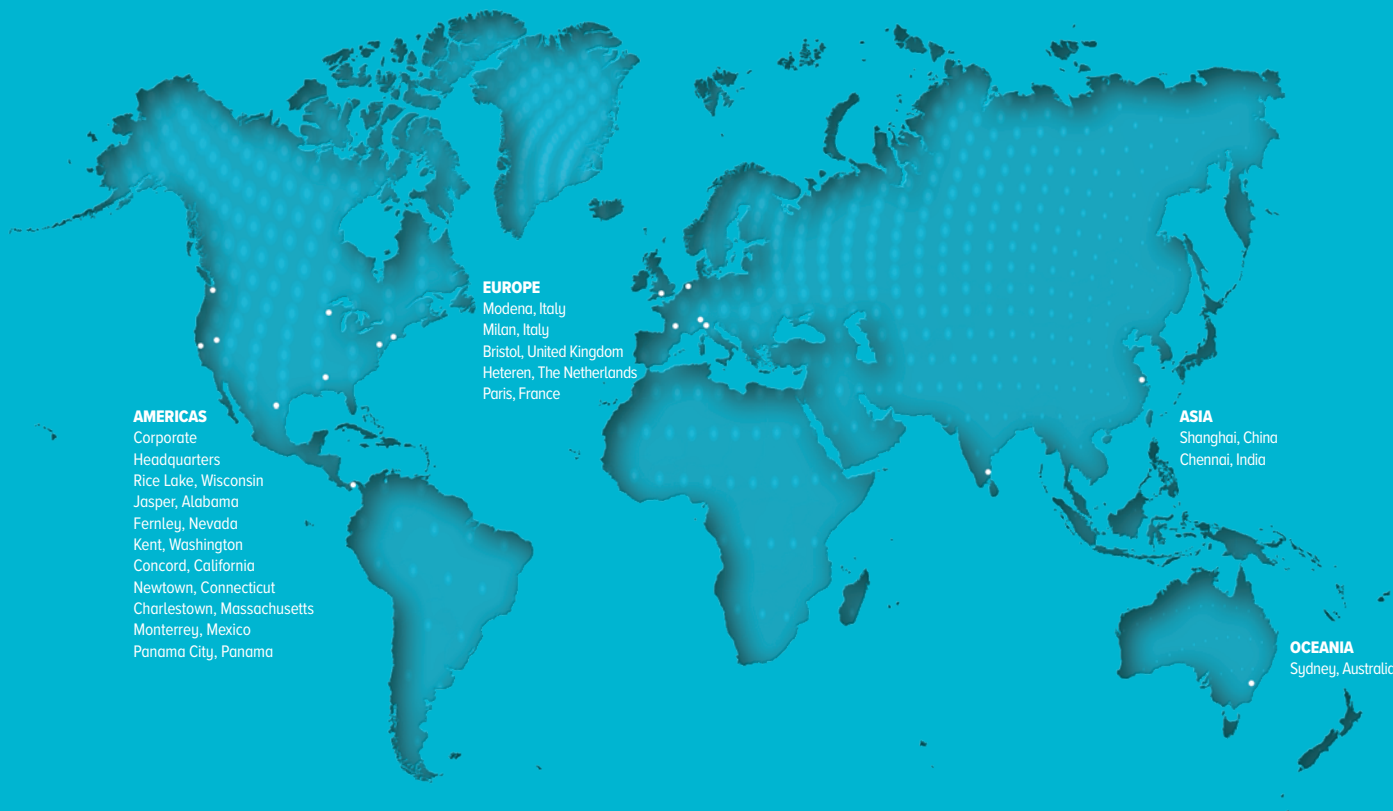 EUROPE
Modena, Italy
Milan, Italy
Bristol, United Kingdom
Heteren, The Netherlands
Paris, France
AMERICAS
Corporate
Headquarters
Rice Lake, Wisconsin
Jasper, Alabama
Fernley, Nevada
Kent, Washington
Concord, California
Newtown, Connecticut
Charlestown, Massachusetts
Monterrey, Mexico
Panama City, Panama
ASIA
Shanghai, China
Chennai, India
OCEANIA
Sydney, Australia